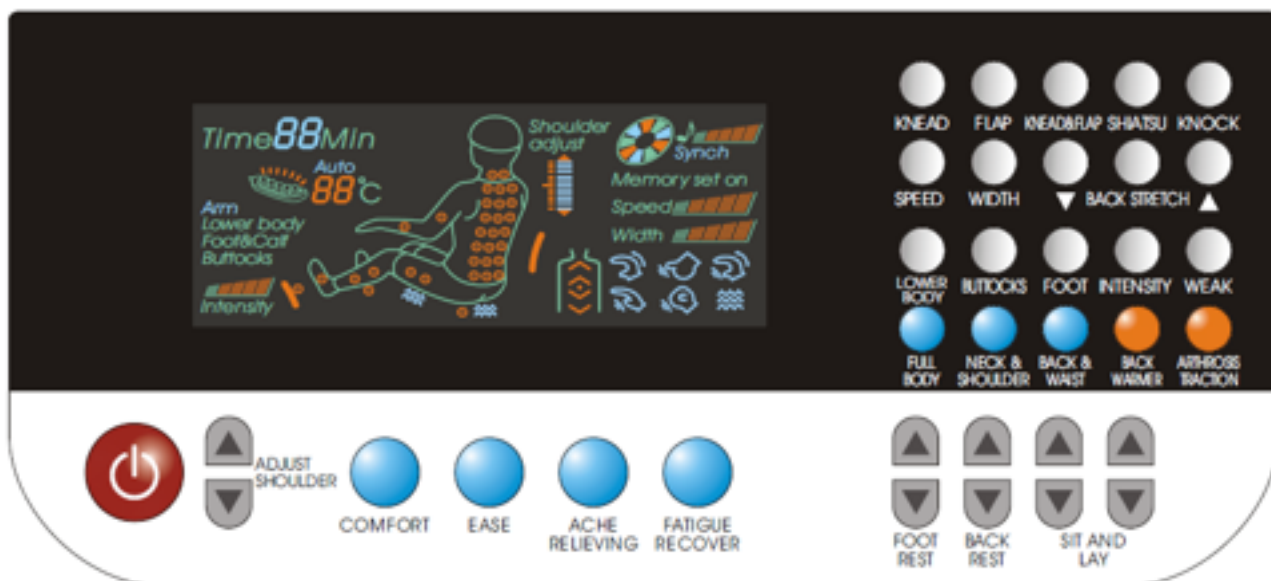 Time 88 Min
Auto
88°C
Arm
Lower body
Foot&Calf
Buttocks
Intensity
Shoulder
adjust
Synch
Memory set on
Speed
Width
KNEAD FLAP KNEAD&FLAP SHIATSU KNOCK
SPEED WIDTH ▼ BACK STRETCH ▲
LOWER
BODY
BUTTOCKS
FOOT
INTENSITY
WEAK
FULL
BODY
NECK &
SHOULDER
BACK &
WAIST
BACK
WARMER
ARTHROSIS
TRACTION
ADJUST
SHOULDER
COMFORT
EASE
ACHE
RELIEVING
FATIGUE
RECOVER
FOOT
REST
BACK
REST
SIT AND
LAY